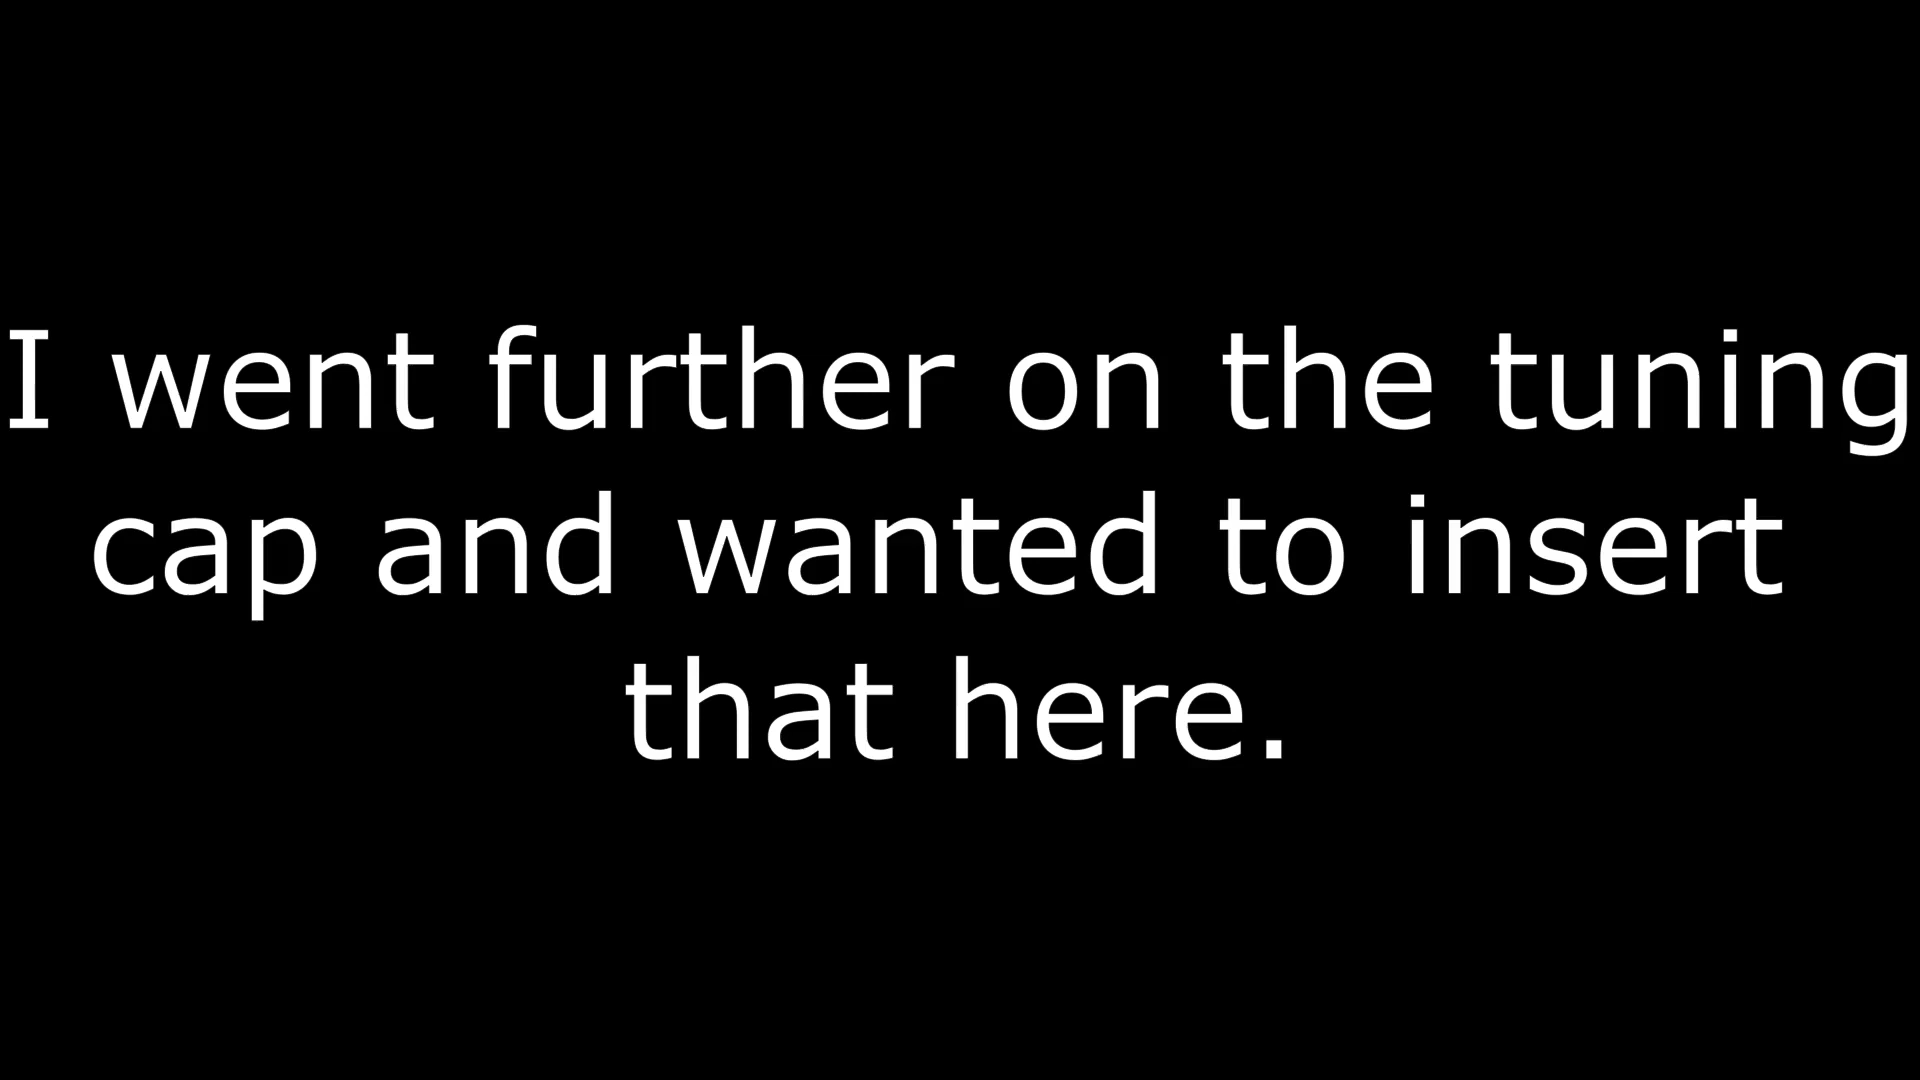 I went further on the tuning
cap and wanted to insert
that here.